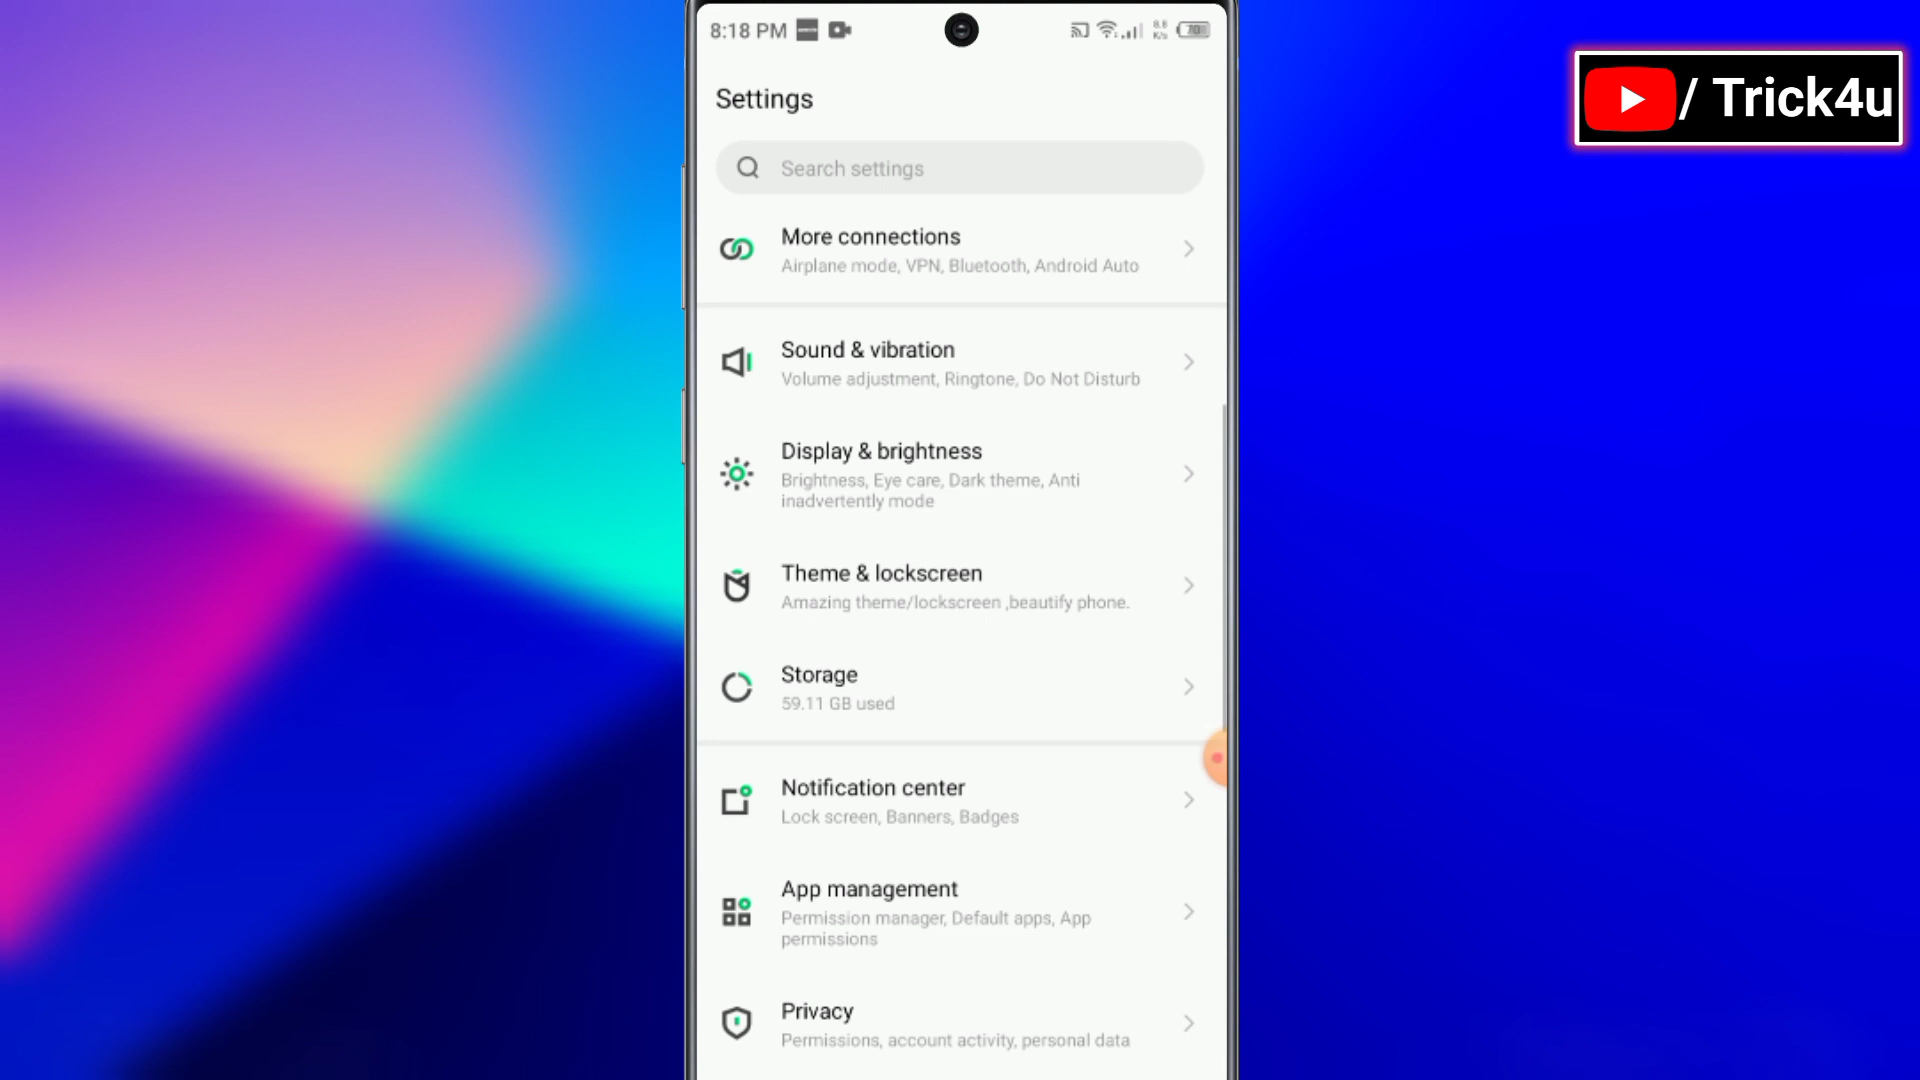 8:18 PM
8.8
K/s
70
Settings
Search settings
More connections
Airplane mode, VPN, Bluetooth, Android Auto
Sound & vibration
Volume adjustment, Ringtone, Do Not Disturb
Display & brightness
Brightness, Eye care, Dark theme, Anti
inadvertently mode
Theme & lockscreen
Amazing theme/lockscreen ,beautify phone.
Storage
59.11 GB used
Notification center
Lock screen, Banners, Badges
App management
Permission manager, Default apps, App
permissions
Privacy
Permissions, account activity, personal data
/ Trick4u